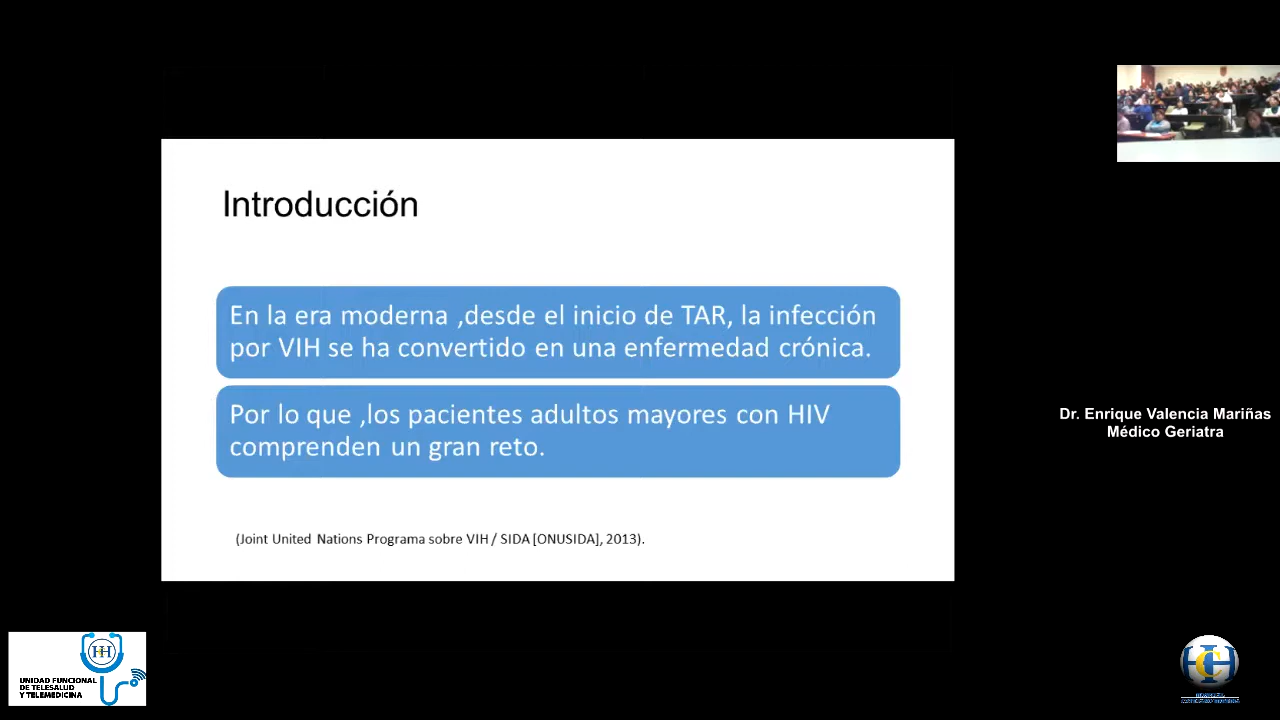 Introducción
En la era moderna ,desde el inicio de TAR, la infección
por VIH se ha convertido en una enfermedad crónica.
Por lo que ,los pacientes adultos mayores con HIV
comprenden un gran reto.
(Joint United Nations Programa sobre VIH / SIDA [ONUSIDA], 2013).
Dr. Enrique Valencia Mariñas
Médico Geriatra
UNIDAD FUNCIONAL
DE TELESALUD
Y TELEMEDICINA